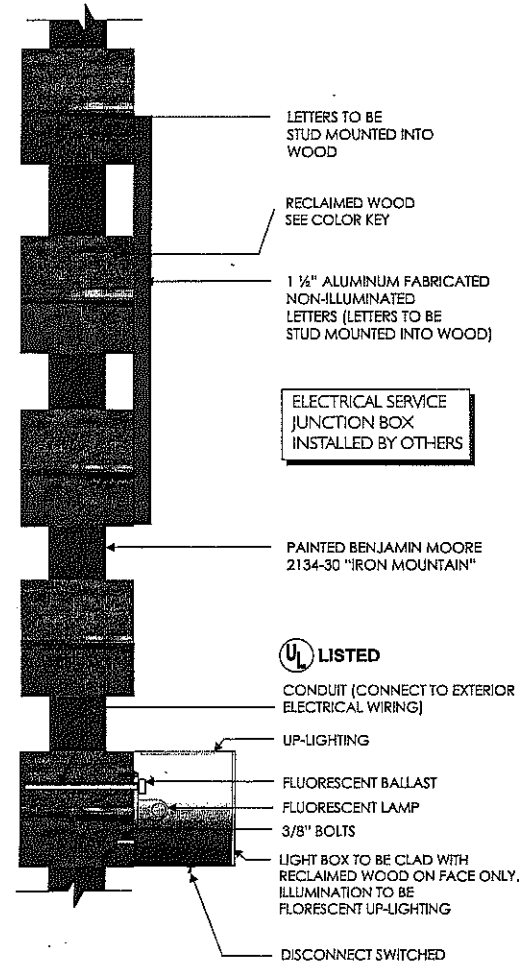 LETTERS TO BE
STUD MOUNTED INTO
WOOD
RECLAIMED WOOD
SEE COLOR KEY
1 ½" ALUMINUM FABRICATED
NON-ILLUMINATED
LETTERS (LETTERS TO BE
STUD MOUNTED INTO WOOD)
ELECTRICAL SERVICE
JUNCTION BOX
INSTALLED BY OTHERS
PAINTED BENJAMIN MOORE
2134-30 "IRON MOUNTAIN"
UL LISTED
CONDUIT (CONNECT TO EXTERIOR
ELECTRICAL WIRING)
UP-LIGHTING
FLUORESCENT BALLAST
FLUORESCENT LAMP
3/8" BOLTS
LIGHT BOX TO BE CLAD WITH
RECLAIMED WOOD ON FACE ONLY.
ILLUMINATION TO BE
FLORESCENT UP-LIGHTING
DISCONNECT SWITCHED